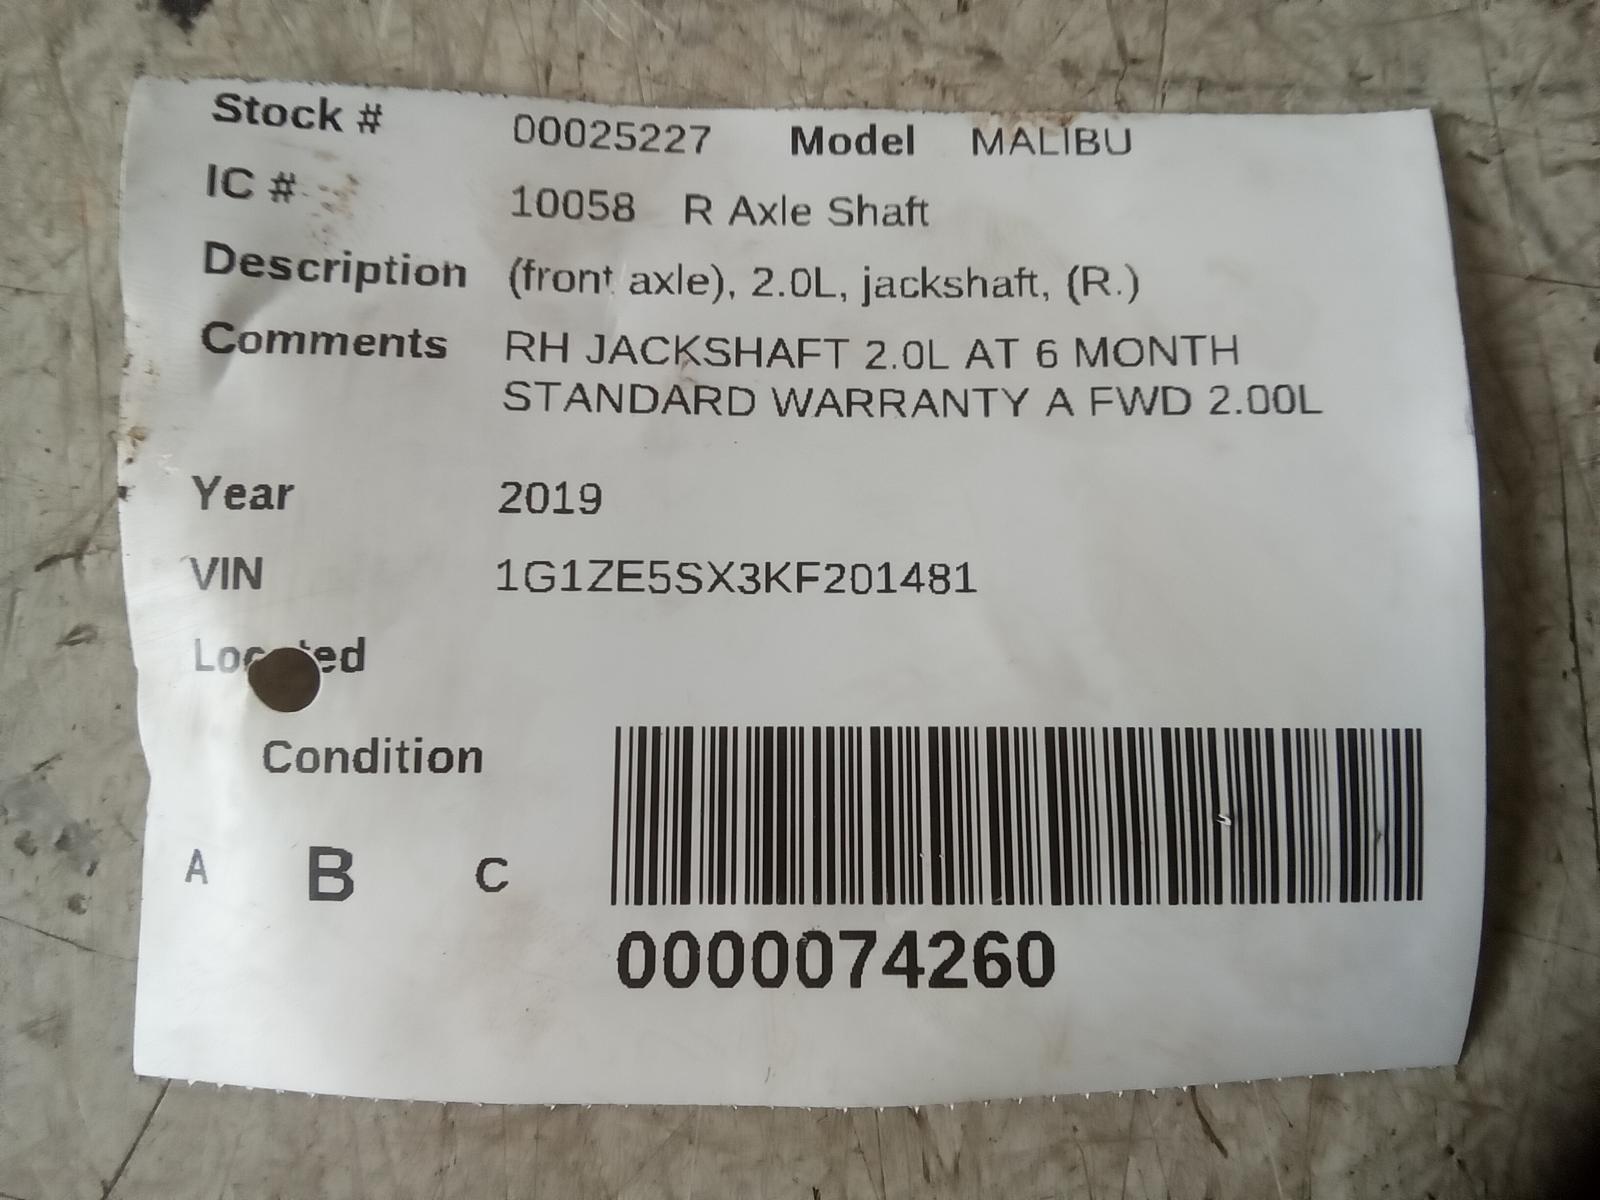 Stock # 00025227 Model MALIBU
IC # 10058 R Axle Shaft
Description (front axle), 2.0L, jackshaft, (R.)
Comments RH JACKSHAFT 2.0L AT 6 MONTH
STANDARD WARRANTY A FWD 2.00L
Year 2019
VIN 1G1ZE5SX3KF201481
Located
Condition
A B C
0000074260